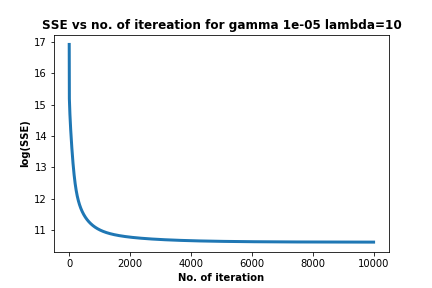 SSE vs no. of itereation for gamma 1e-05 lambda=10
17
16
15
14
13
12
11
log(SSE)
0 2000 4000 6000 8000 10000
No. of iteration